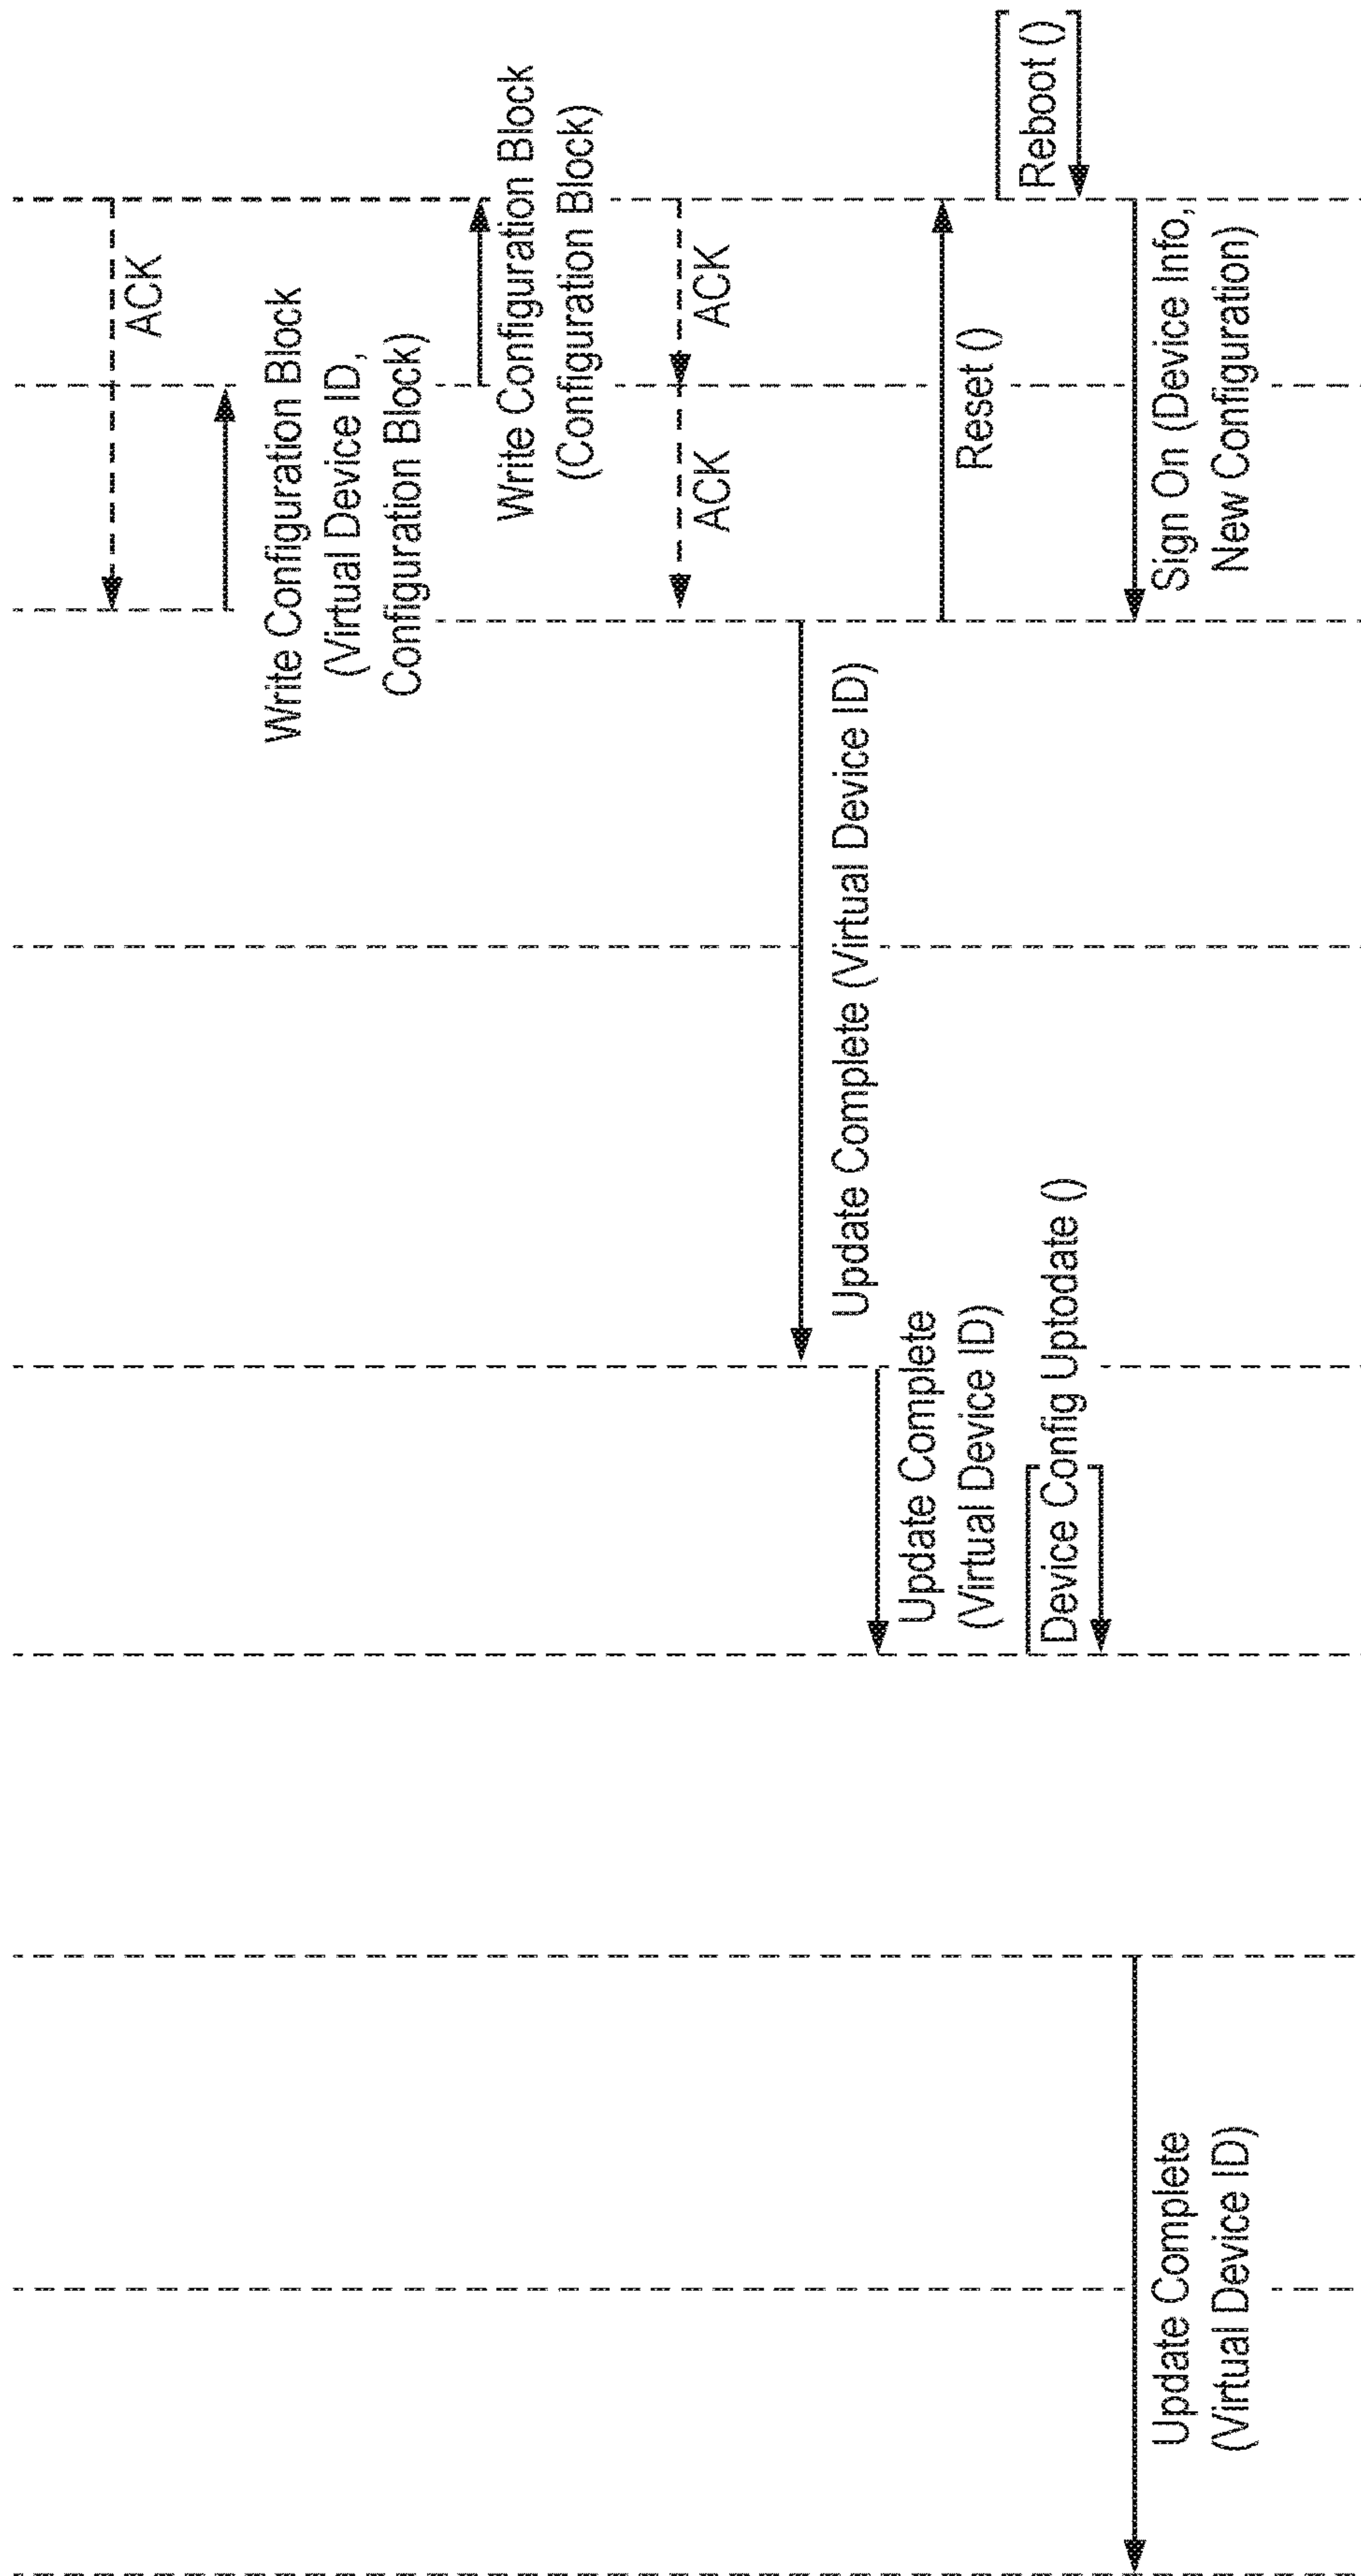 ACK
Write Configuration Block
(Virtual Device ID,
Configuration Block)
Write Configuration Block
(Configuration Block)
ACK
ACK
Update Complete (Virtual Device ID)
Update Complete
(Virtual Device ID)
Reset ()
Reboot ()
Device Config Uptodate ()
Sign On (Device Info,
New Configuration)
Update Complete
(Virtual Device ID)